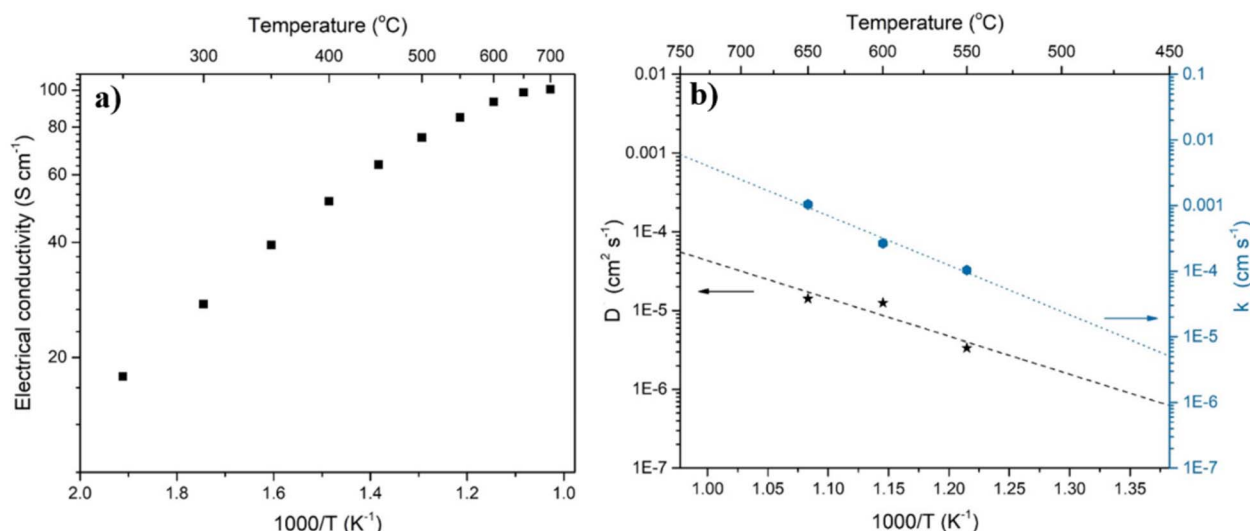 Temperature (°C)
300 400 500 600 700
a)
100
80
60
40
20
Electrical conductivity (S cm⁻¹)
2.0 1.8 1.6 1.4 1.2 1.0
1000/T (K⁻¹)
Temperature (°C)
750 700 650 600 550 500 450
b)
0.01
0.001
1E-4
1E-5
1E-6
1E-7
D (cm² s⁻¹)
0.1
0.01
0.001
1E-4
1E-5
1E-6
1E-7
k (cm s⁻¹)
1.00 1.05 1.10 1.15 1.20 1.25 1.30 1.35
1000/T (K⁻¹)